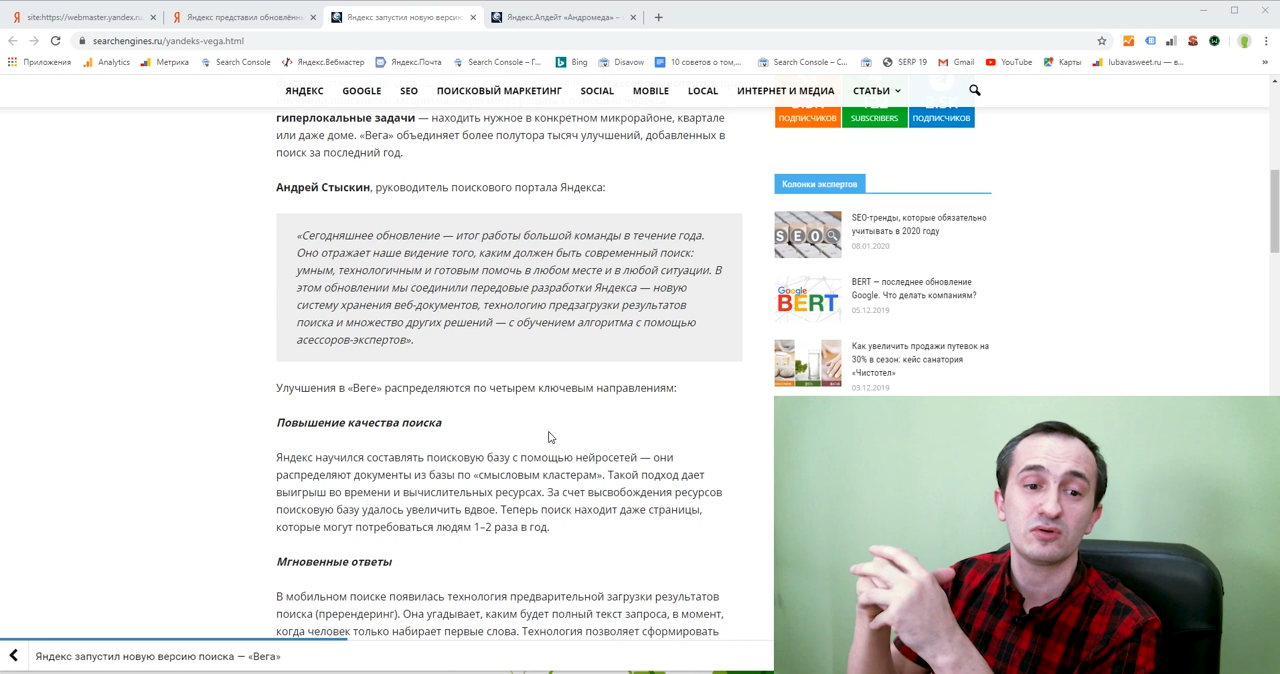 site:https://webmaster.yandex.ru
Яндекс представил обновлённы
Яндекс запустил новую версию
Яндекс.Апдейт «Андромеда» –
searchengines.ru/yandeks-vega.html
Приложения
Analytics
Метрика
Search Console
Яндекс.Вебмастер
Яндекс.Почта
Search Console – Г...
Bing
Disavow
10 советов о том,...
Search Console – С...
SERP 19
Gmail
YouTube
Карты
lubavasweet.ru — в...
ЯНДЕКС
GOOGLE
SEO
ПОИСКОВЫЙ МАРКЕТИНГ
SOCIAL
MOBILE
LOCAL
ИНТЕРНЕТ И МЕДИА
СТАТЬИ
ПОДПИСЧИКОВ
SUBSCRIBERS
ПОДПИСЧИКОВ
гиперлокальные задачи — находить нужное в конкретном микрорайоне, квартале
или даже доме. «Вега» объединяет более полутора тысяч улучшений, добавленных в
поиск за последний год.
Андрей Стыскин, руководитель поискового портала Яндекса:
«Сегодняшнее обновление — итог работы большой команды в течение года.
Оно отражает наше видение того, каким должен быть современный поиск:
умным, технологичным и готовым помочь в любом месте и в любой ситуации. В
этом обновлении мы соединили передовые разработки Яндекса — новую
систему хранения веб-документов, технологию предзагрузки результатов
поиска и множество других решений — с обучением алгоритма с помощью
асессоров-экспертов».
Улучшения в «Веге» распределяются по четырем ключевым направлениям:
Повышение качества поиска
Яндекс научился составлять поисковую базу с помощью нейросетей — они
распределяют документы из базы по «смысловым кластерам». Такой подход дает
выигрыш во времени и вычислительных ресурсах. За счет высвобождения ресурсов
поисковую базу удалось увеличить вдвое. Теперь поиск находит даже страницы,
которые могут потребоваться людям 1–2 раза в год.
Мгновенные ответы
В мобильном поиске появилась технология предварительной загрузки результатов
поиска (пререндеринг). Она угадывает, каким будет полный текст запроса, в момент,
когда человек только набирает первые слова. Технология позволяет сформировать
Колонки экспертов
SEO
SEO-тренды, которые обязательно
учитывать в 2020 году
08.01.2020
Google
BERT
BERT — последнее обновление
Google. Что делать компаниям?
05.12.2019
Как увеличить продажи путевок на
30% в сезон: кейс санатория
«Чистотел»
03.12.2019
Яндекс запустил новую версию поиска — «Вега»